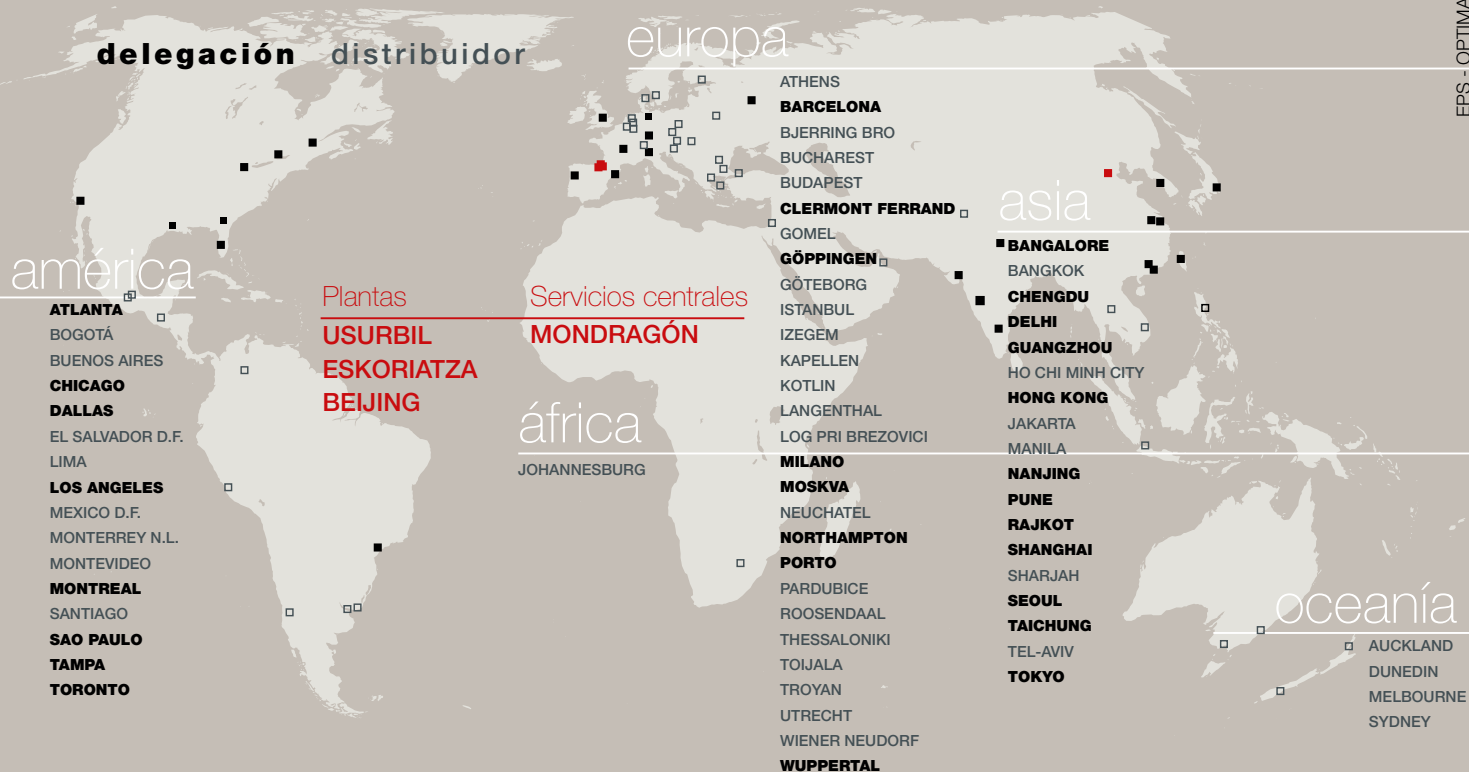 delegación distribuidor
EPS - OPTIMA
europa
ATHENS
BARCELONA
BJERRING BRO
BUCHAREST
BUDAPEST
CLERMONT FERRAND
GOMEL
GÖPPINGEN
GÖTEBORG
ISTANBUL
IZEGEM
KAPELLEN
KOTLIN
LANGENTHAL
LOG PRI BREZOVICI
MILANO
MOSKVA
NEUCHATEL
NORTHAMPTON
PORTO
PARDUBICE
ROOSENDAAL
THESSALONIKI
TOIJALA
TROYAN
UTRECHT
WIENER NEUDORF
WUPPERTAL
américa
ATLANTA
BOGOTÁ
BUENOS AIRES
CHICAGO
DALLAS
EL SALVADOR D.F.
LIMA
LOS ANGELES
MEXICO D.F.
MONTERREY N.L.
MONTEVIDEO
MONTREAL
SANTIAGO
SAO PAULO
TAMPA
TORONTO
Plantas
USURBIL
ESKORIATZA
BEIJING
Servicios centrales
MONDRAGÓN
áfrica
JOHANNESBURG
asia
BANGALORE
BANGKOK
CHENGDU
DELHI
GUANGZHOU
HO CHI MINH CITY
HONG KONG
JAKARTA
MANILA
NANJING
PUNE
RAJKOT
SHANGHAI
SHARJAH
SEOUL
TAICHUNG
TEL-AVIV
TOKYO
oceanía
AUCKLAND
DUNEDIN
MELBOURNE
SYDNEY